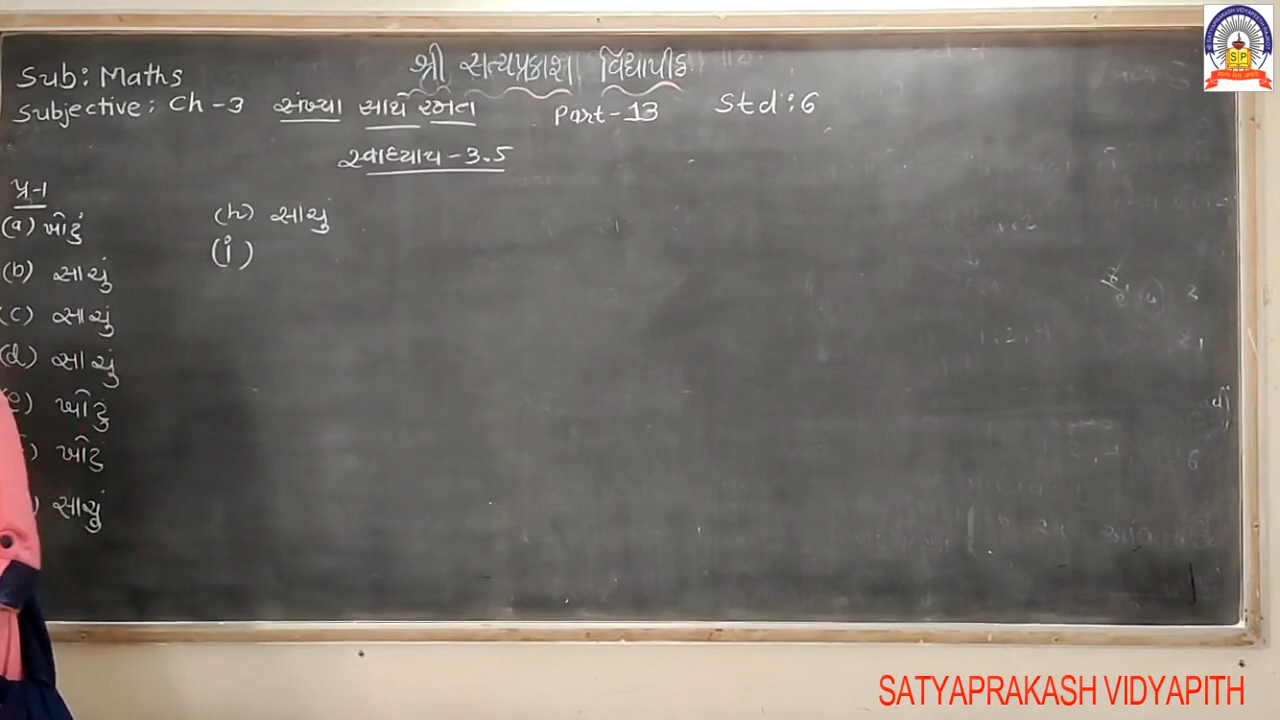 શ્રી સત્યપ્રકાશ વિદ્યાપીઠ
Sub: Maths
Subjective: Ch-3 સંખ્યા સાથે રમત Part-13 Std: 6
સ્વાધ્યાય-3.5
પ્ર-1
(a) ખોટું
(b) સાચું
(c) સાચું
(d) સાચું
(e) ખોટું
) ખોટું
) સાચું
(h) સાચું
(i)
SATYAPRAKASH VIDYAPITH